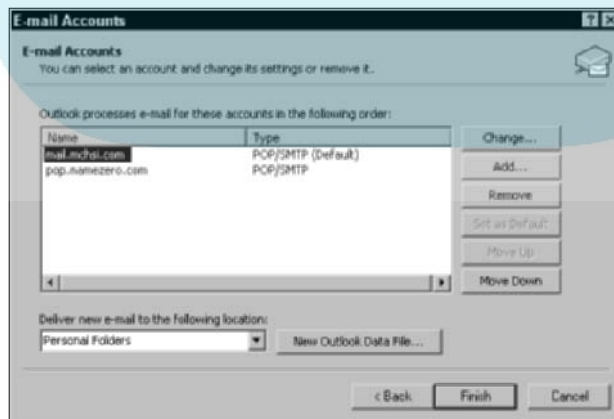 E-mail Accounts
E-mail Accounts
You can select an account and change its settings or remove it.
Outlook processes e-mail for these accounts in the following order:
Name Type
mail.mchsi.com POP/SMTP (Default)
pop.namezero.com POP/SMTP
Change...
Add...
Remove
Set as Default
Move Up
Move Down
Deliver new e-mail to the following location:
Personal Folders New Outlook Data File...
< Back Finish Cancel